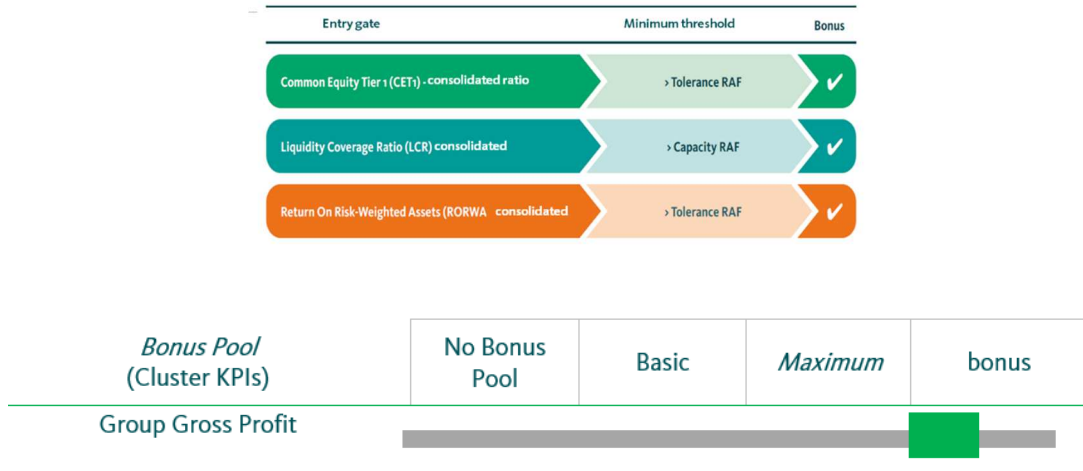 Entry gate Minimum threshold Bonus
Common Equity Tier 1 (CET1) - consolidated ratio › Tolerance RAF ✓
Liquidity Coverage Ratio (LCR) consolidated › Capacity RAF ✓
Return On Risk-Weighted Assets (RORWA consolidated › Tolerance RAF ✓
Bonus Pool
(Cluster KPIs)
No Bonus
Pool
Basic
Maximum
bonus
Group Gross Profit